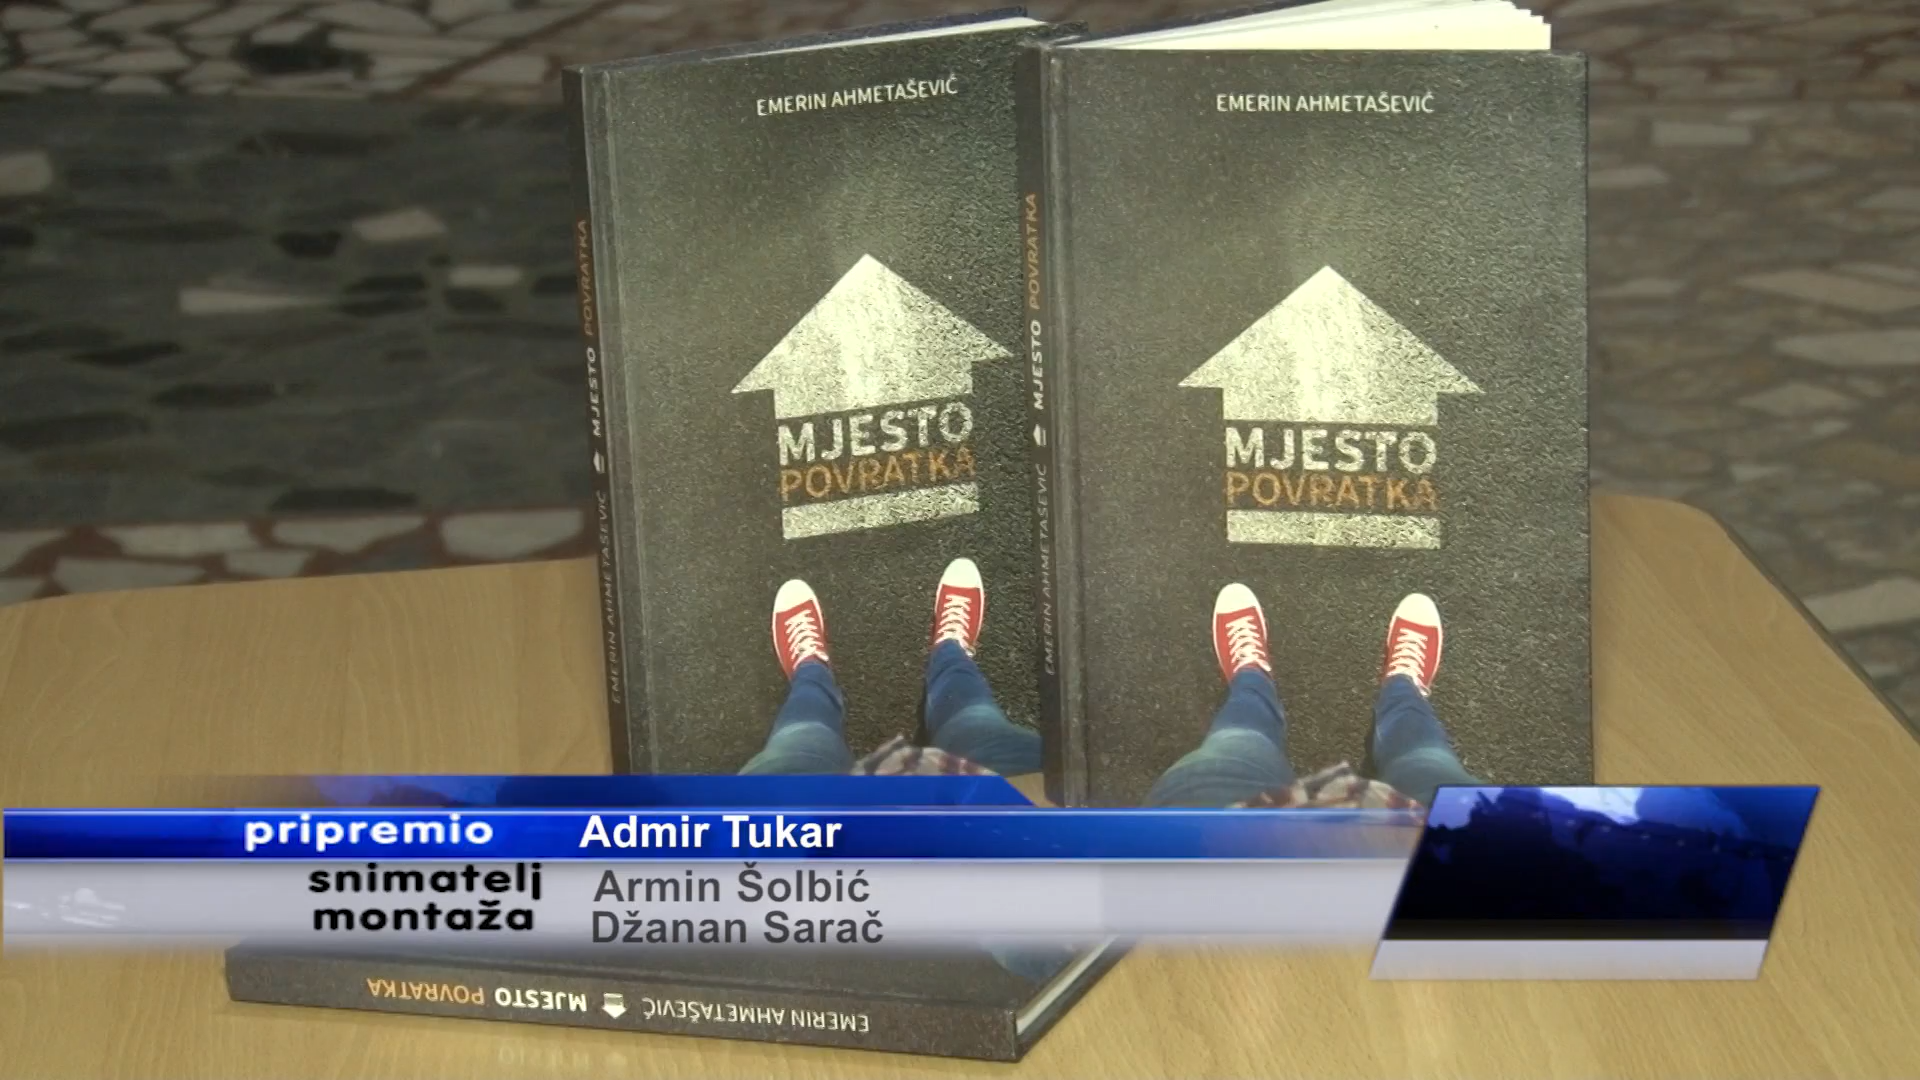 EMERIN AHMETAŠEVIĆ
MJESTO
POVRATKA
EMERIN AHMETAŠEVIĆ MJESTO POVRATKA
EMERIN AHMETAŠEVIĆ
MJESTO
POVRATKA
EMERIN AHMETAŠEVIĆ MJESTO POVRATKA
pripremio Admir Tukar
snimatelj Armin Šolbić
montaža Džanan Sarač
EMERIN AHMETAŠEVIĆ MJESTO POVRATKA